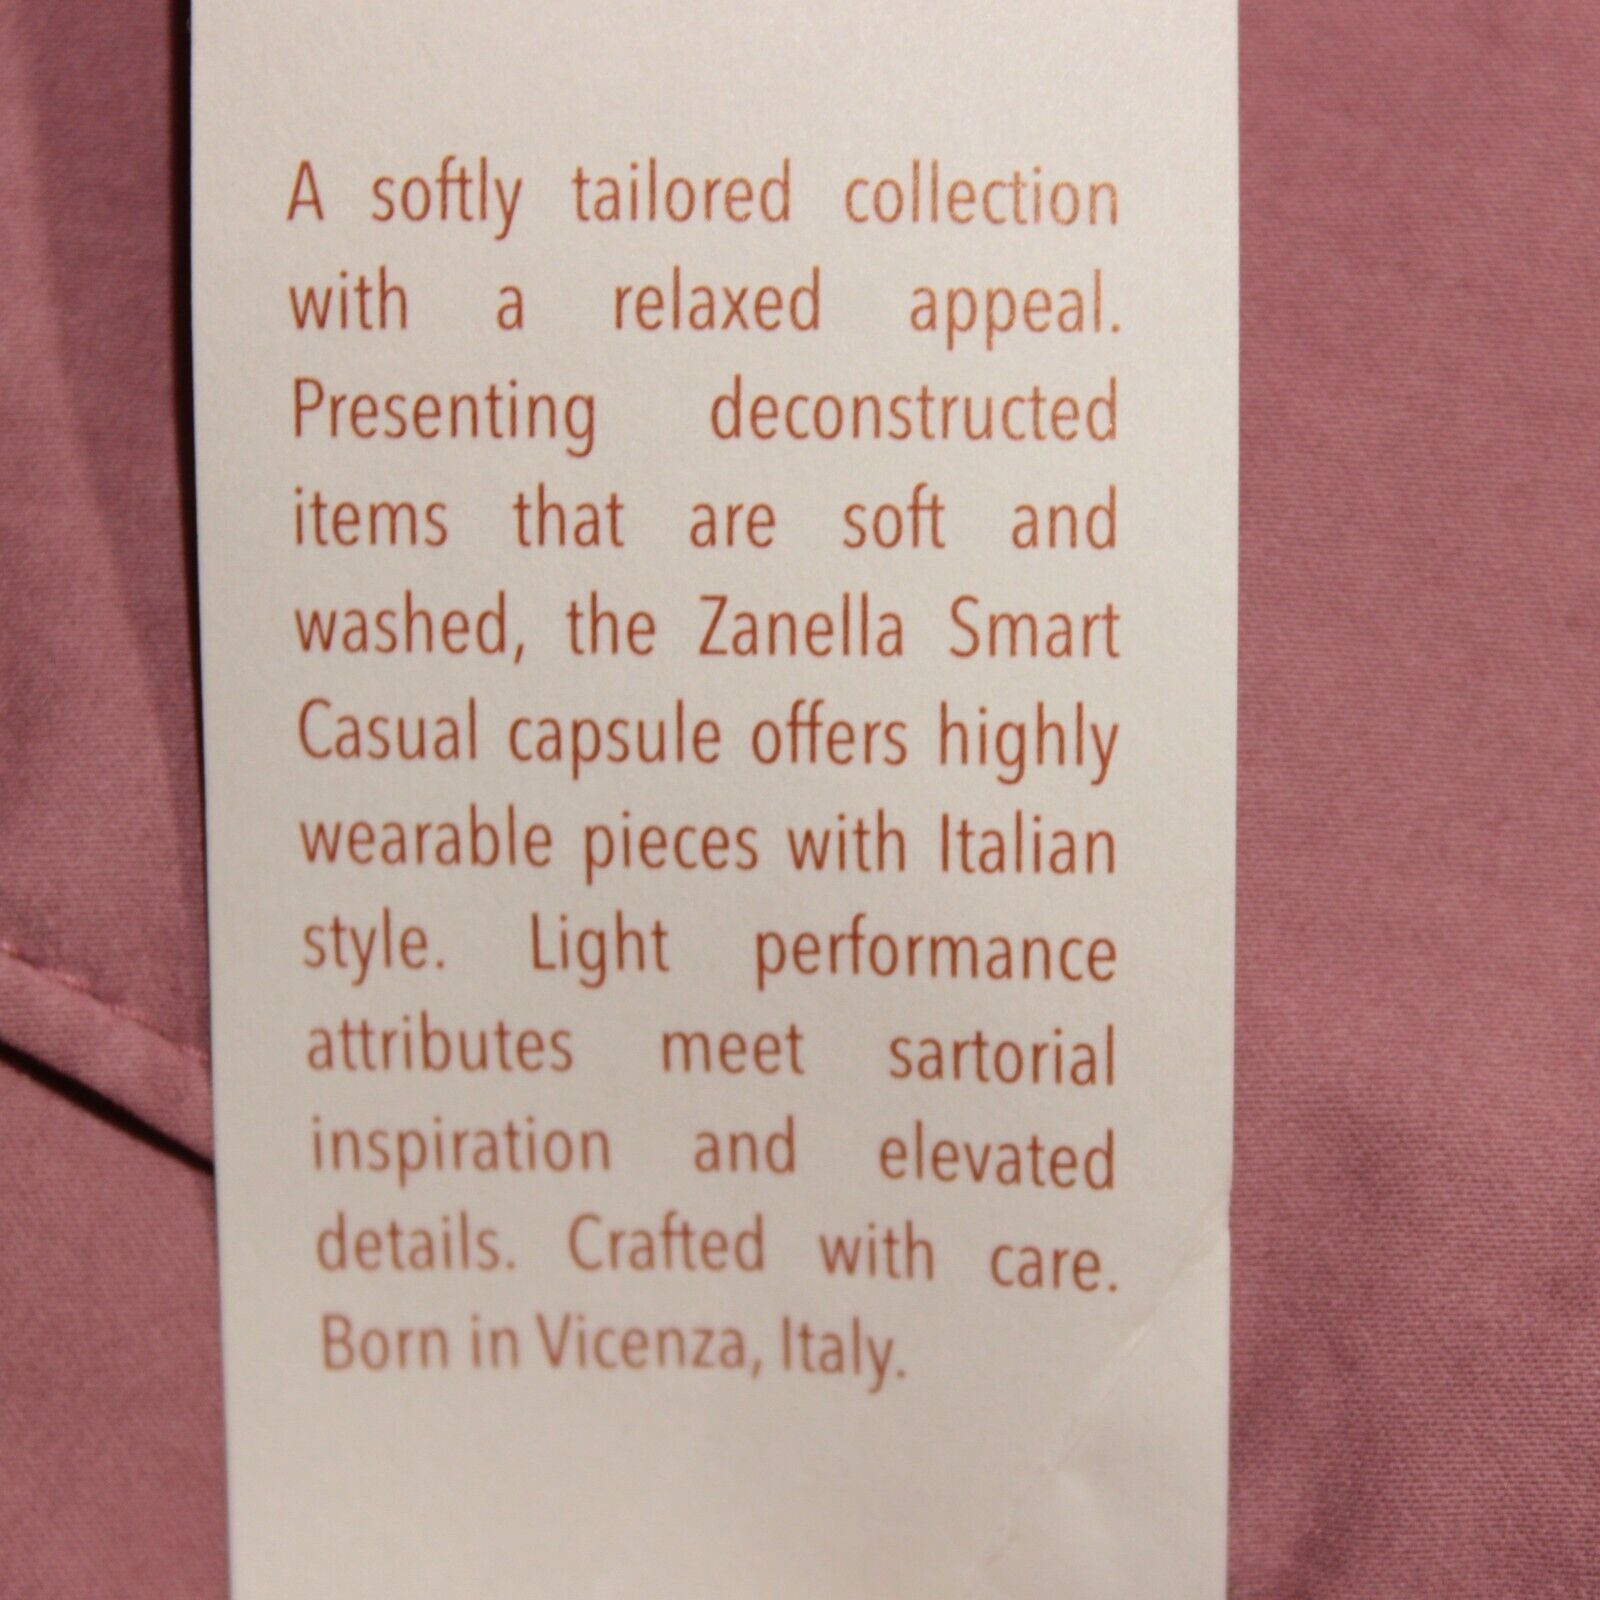 A softly tailored collection
with a relaxed appeal.
Presenting deconstructed
items that are soft and
washed, the Zanella Smart
Casual capsule offers highly
wearable pieces with Italian
style. Light performance
attributes meet sartorial
inspiration and elevated
details. Crafted with care.
Born in Vicenza, Italy.